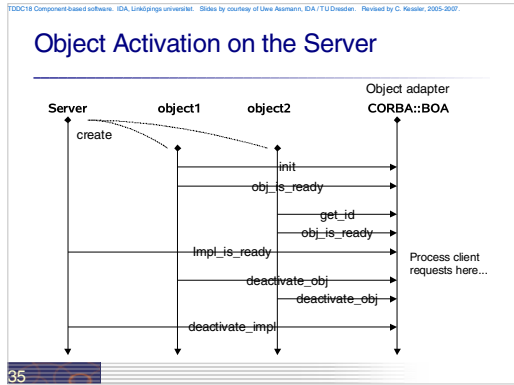 TDDC18 Component-based software. IDA, Linköpings universitet. Slides by courtesy of Uwe Assmann, IDA / TU Dresden. Revised by C. Kessler, 2005-2007.
Object Activation on the Server
Object adapter
Server object1 object2 CORBA::BOA
create
init
obj_is_ready
get_id
obj_is_ready
Impl_is_ready
Process client
requests here...
deactivate_obj
deactivate_obj
deactivate_impl
35